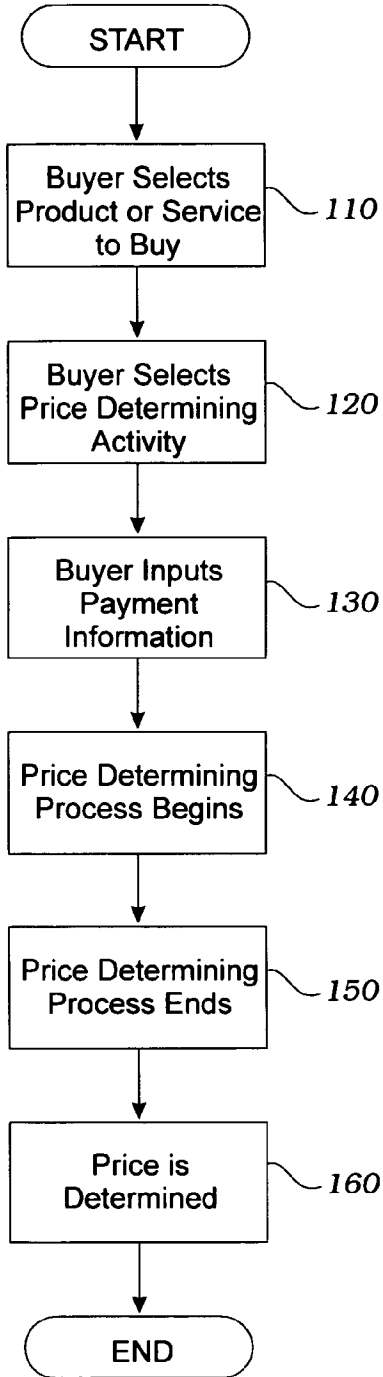 START
Buyer Selects
Product or Service
to Buy
110
Buyer Selects
Price Determining
Activity
120
Buyer Inputs
Payment
Information
130
Price Determining
Process Begins
140
Price Determining
Process Ends
150
Price is
Determined
160
END